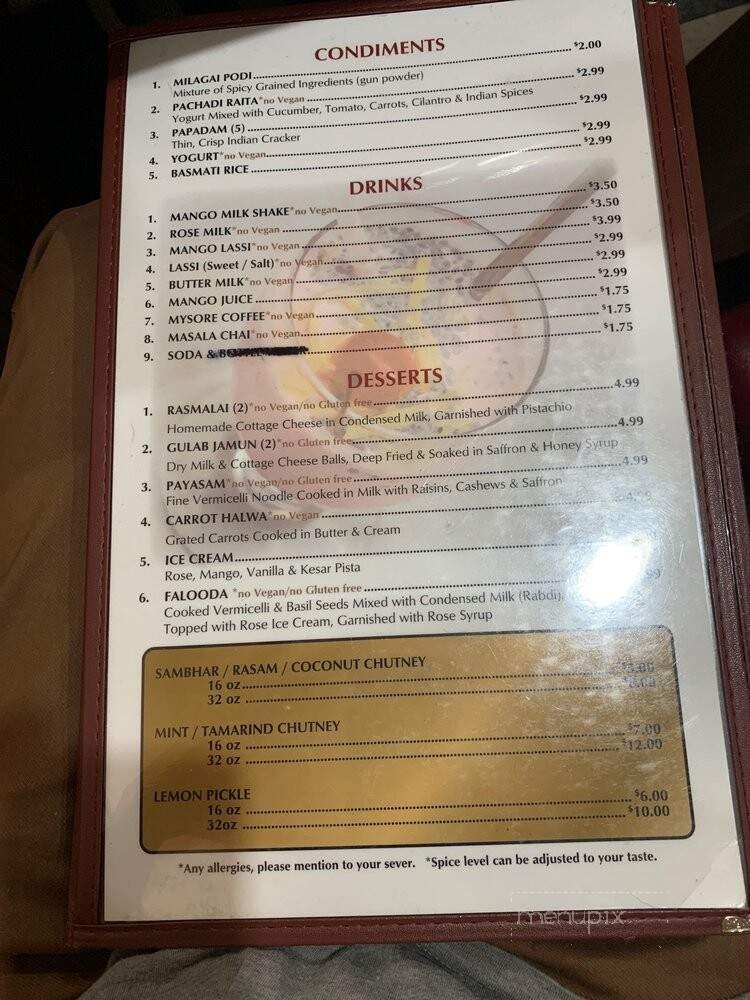 CONDIMENTS
1. MILAGAI PODI $2.00
Mixture of Spicy Grained Ingredients (gun powder)
2. PACHADI RAITA*no Vegan $2.99
Yogurt Mixed with Cucumber, Tomato, Carrots, Cilantro & Indian Spices
3. PAPADAM (5) $2.99
Thin, Crisp Indian Cracker
4. YOGURT*no Vegan $2.99
5. BASMATI RICE $2.99
DRINKS
1. MANGO MILK SHAKE*no Vegan $3.50
2. ROSE MILK*no Vegan $3.50
3. MANGO LASSI*no Vegan $3.99
4. LASSI (Sweet / Salt)*no Vegan $2.99
5. BUTTER MILK*no Vegan $2.99
6. MANGO JUICE $2.99
7. MYSORE COFFEE*no Vegan $1.75
8. MASALA CHAI*no Vegan $1.75
9. SODA & $1.75
DESSERTS
1. RASMALAI (2)*no Vegan/no Gluten free 4.99
Homemade Cottage Cheese in Condensed Milk, Garnished with Pistachio
2. GULAB JAMUN (2)*no Gluten free 4.99
Dry Milk & Cottage Cheese Balls, Deep Fried & Soaked in Saffron & Honey Syrup
3. PAYASAM*no Vegan/no Gluten free 4.99
Fine Vermicelli Noodle Cooked in Milk with Raisins, Cashews & Saffron
4. CARROT HALWA*no Vegan
Grated Carrots Cooked in Butter & Cream
5. ICE CREAM
Rose, Mango, Vanilla & Kesar Pista
6. FALOODA *no Vegan/no Gluten free
Cooked Vermicelli & Basil Seeds Mixed with Condensed Milk (Rabdi),
Topped with Rose Ice Cream, Garnished with Rose Syrup
SAMBHAR / RASAM / COCONUT CHUTNEY
16 oz
32 oz
MINT / TAMARIND CHUTNEY
16 oz $7.00
32 oz $12.00
LEMON PICKLE
16 oz $6.00
32oz $10.00
*Any allergies, please mention to your sever. *Spice level can be adjusted to your taste.
menupix